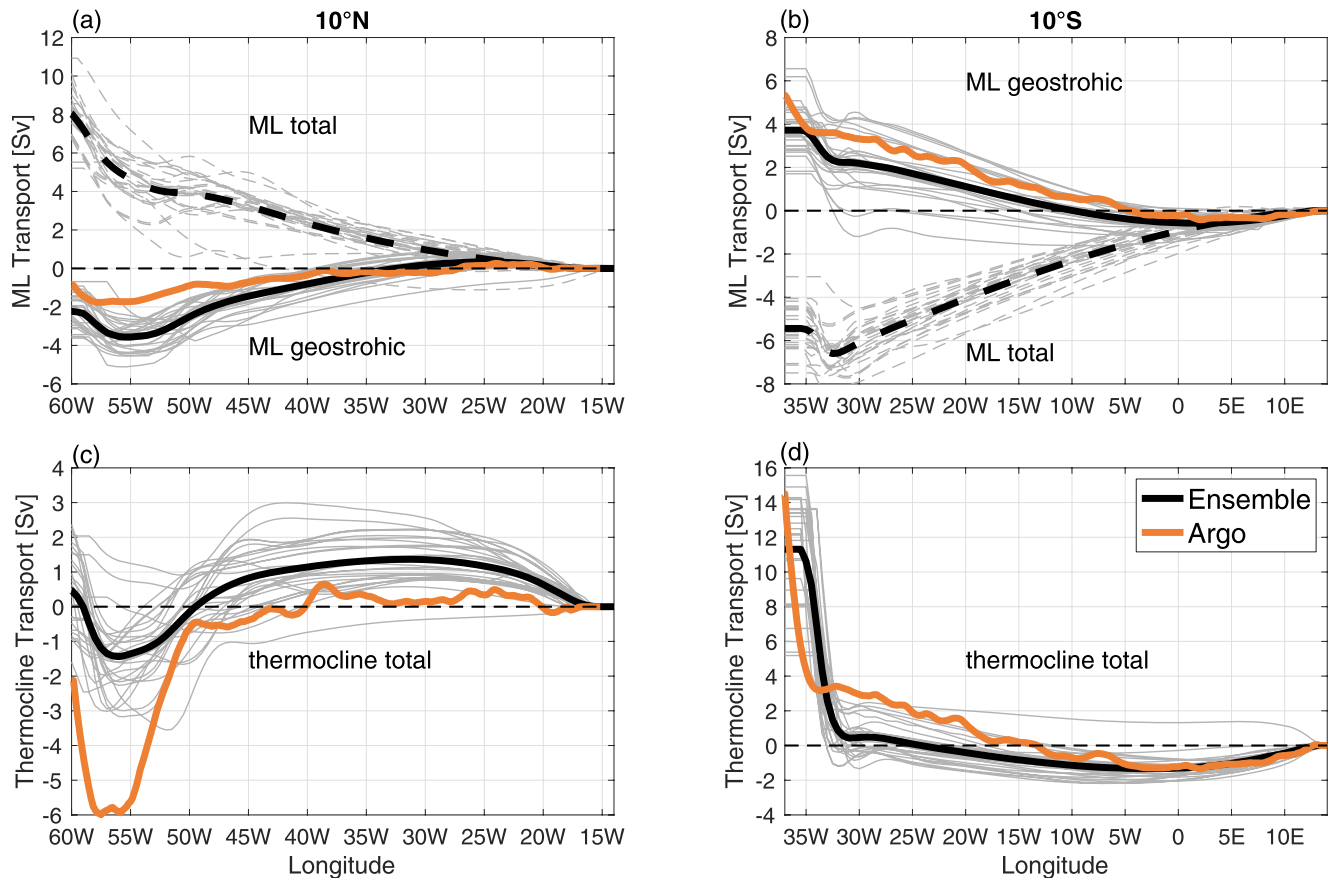 (a) 10°N
ML Transport [Sv]
12
10
8
6
4
2
0
-2
-4
-6
ML total
ML geostrohic
60W 55W 50W 45W 40W 35W 30W 25W 20W 15W
(b) 10°S
ML Transport [Sv]
8
6
4
2
0
-2
-4
-6
-8
ML geostrohic
ML total
35W 30W 25W 20W 15W 10W 5W 0 5E 10E
(c)
Thermocline Transport [Sv]
4
3
2
1
0
-1
-2
-3
-4
-5
-6
thermocline total
60W 55W 50W 45W 40W 35W 30W 25W 20W 15W
Longitude
(d)
Thermocline Transport [Sv]
16
14
12
10
8
6
4
2
0
-2
-4
Ensemble
Argo
thermocline total
35W 30W 25W 20W 15W 10W 5W 0 5E 10E
Longitude